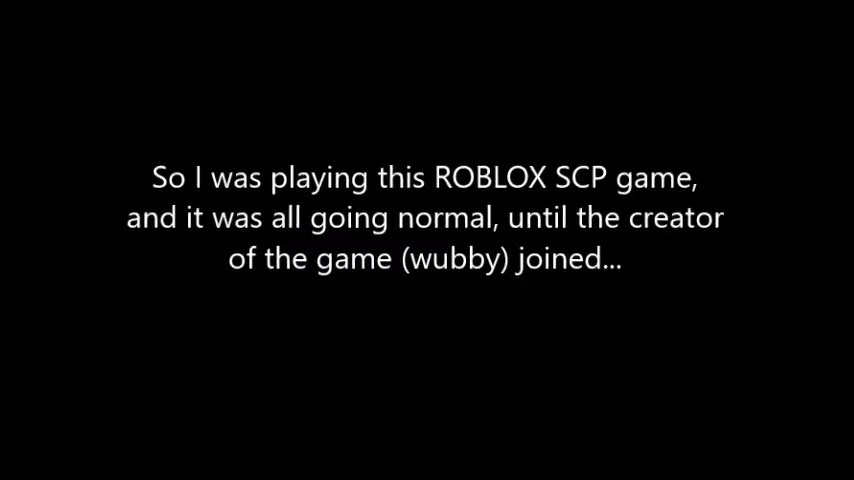 So I was playing this ROBLOX SCP game,
and it was all going normal, until the creator
of the game (wubby) joined...